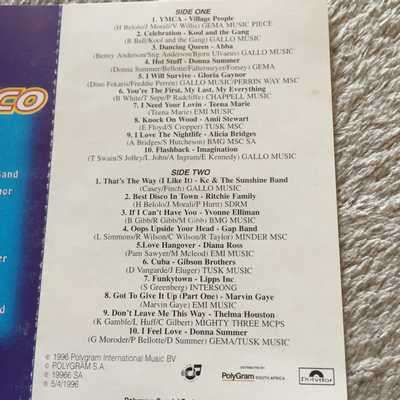 SIDE ONE
1. YMCA - Village People
(H Belolo/J Morali/V Willis) GEMA MUSIC PIECE
2. Celebration - Kool and the Gang
(R Bell/Kool and the Gang) GALLO MUSIC
3. Dancing Queen - Abba
(Benny Anderson/Stig Anderson/Bjorn Ulvaeus) GALLO MUSIC
4. Hot Stuff - Donna Summer
(Donna Summer/Bellotte/Faltermeyer/Forsey) GEMA
5. I Will Survive - Gloria Gaynor
(Dino Fekaris/Freddie Perren) GALLO MUSIC/PERRIN WAY MSC
6. You're The First, My Last, My Everything
(B White/T Sepe/P Radcliffe) CHAPPELL MUSIC
7. I Need Your Lovin - Teena Marie
(Teena Marie) EMI MUSIC
8. Knock On Wood - Amii Stewart
(E Floyd/S Cropper) TUSK MSC
9. I Love The Nightlife - Alicia Bridges
(A Bridges/S Hutcheson) BMG MSC SA
10. Flashback - Imagination
(T Swain/S Jolley/L John/A Ingram/E Kennedy) GALLO MUSIC
SIDE TWO
1. That's The Way (I Like It) - Kc & The Sunshine Band
(Casey/Finch) GALLO MUSIC
2. Best Disco In Town - Ritchie Family
(H Belolo/J Morali/P Hurtt) SDRM
3. If I Can't Have You - Yvonne Elliman
(B Gibb/R Gibb/M Gibb) BMG MUSIC
4. Oops Upside Your Head - Gap Band
(L Simmons/R Wilson/C Wilson/R Taylor) MINDER MSC
5.Love Hangover - Diana Ross
(Pam Sawyer/M Mcleod) EMI MUSIC
6. Cuba - Gibson Brothers
(D Vangarde/J Kluger) TUSK MUSIC
7. Funkytown - Lipps Inc
(S Greenberg) INTERSONG
8. Got To Give It Up (Part One) - Marvin Gaye
(Marvin Gaye) EMI MUSIC
9. Don't Leave Me This Way - Thelma Houston
(K Gamble/L Huff/C Gilbert) MIGHTY THREE MCPS
10. I Feel Love - Donna Summer
(G Moroder/P Bellotte/D Summer) GEMA/TUSK MUSIC
℗ 1996 Polygram International Music BV
© POLYGRAM S.A.
℗ 19966 SA
© 5/4/1996
DISTRIBUTED BY
PolyGram SOUTH AFRICA
Polydor
CO
and
or
er
d